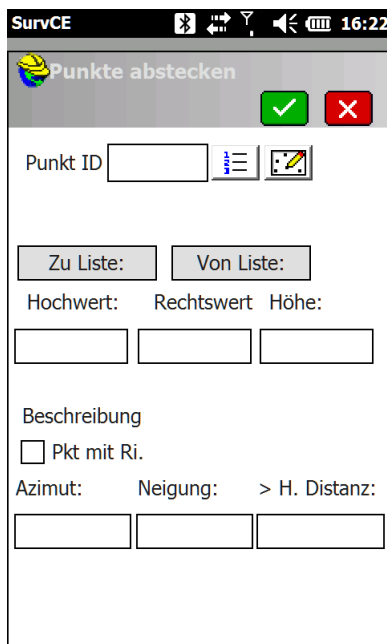 SurvCE 16:22
Punkte abstecken
Punkt ID
Zu Liste: Von Liste:
Hochwert: Rechtswert Höhe:
Beschreibung
Pkt mit Ri.
Azimut: Neigung: > H. Distanz: